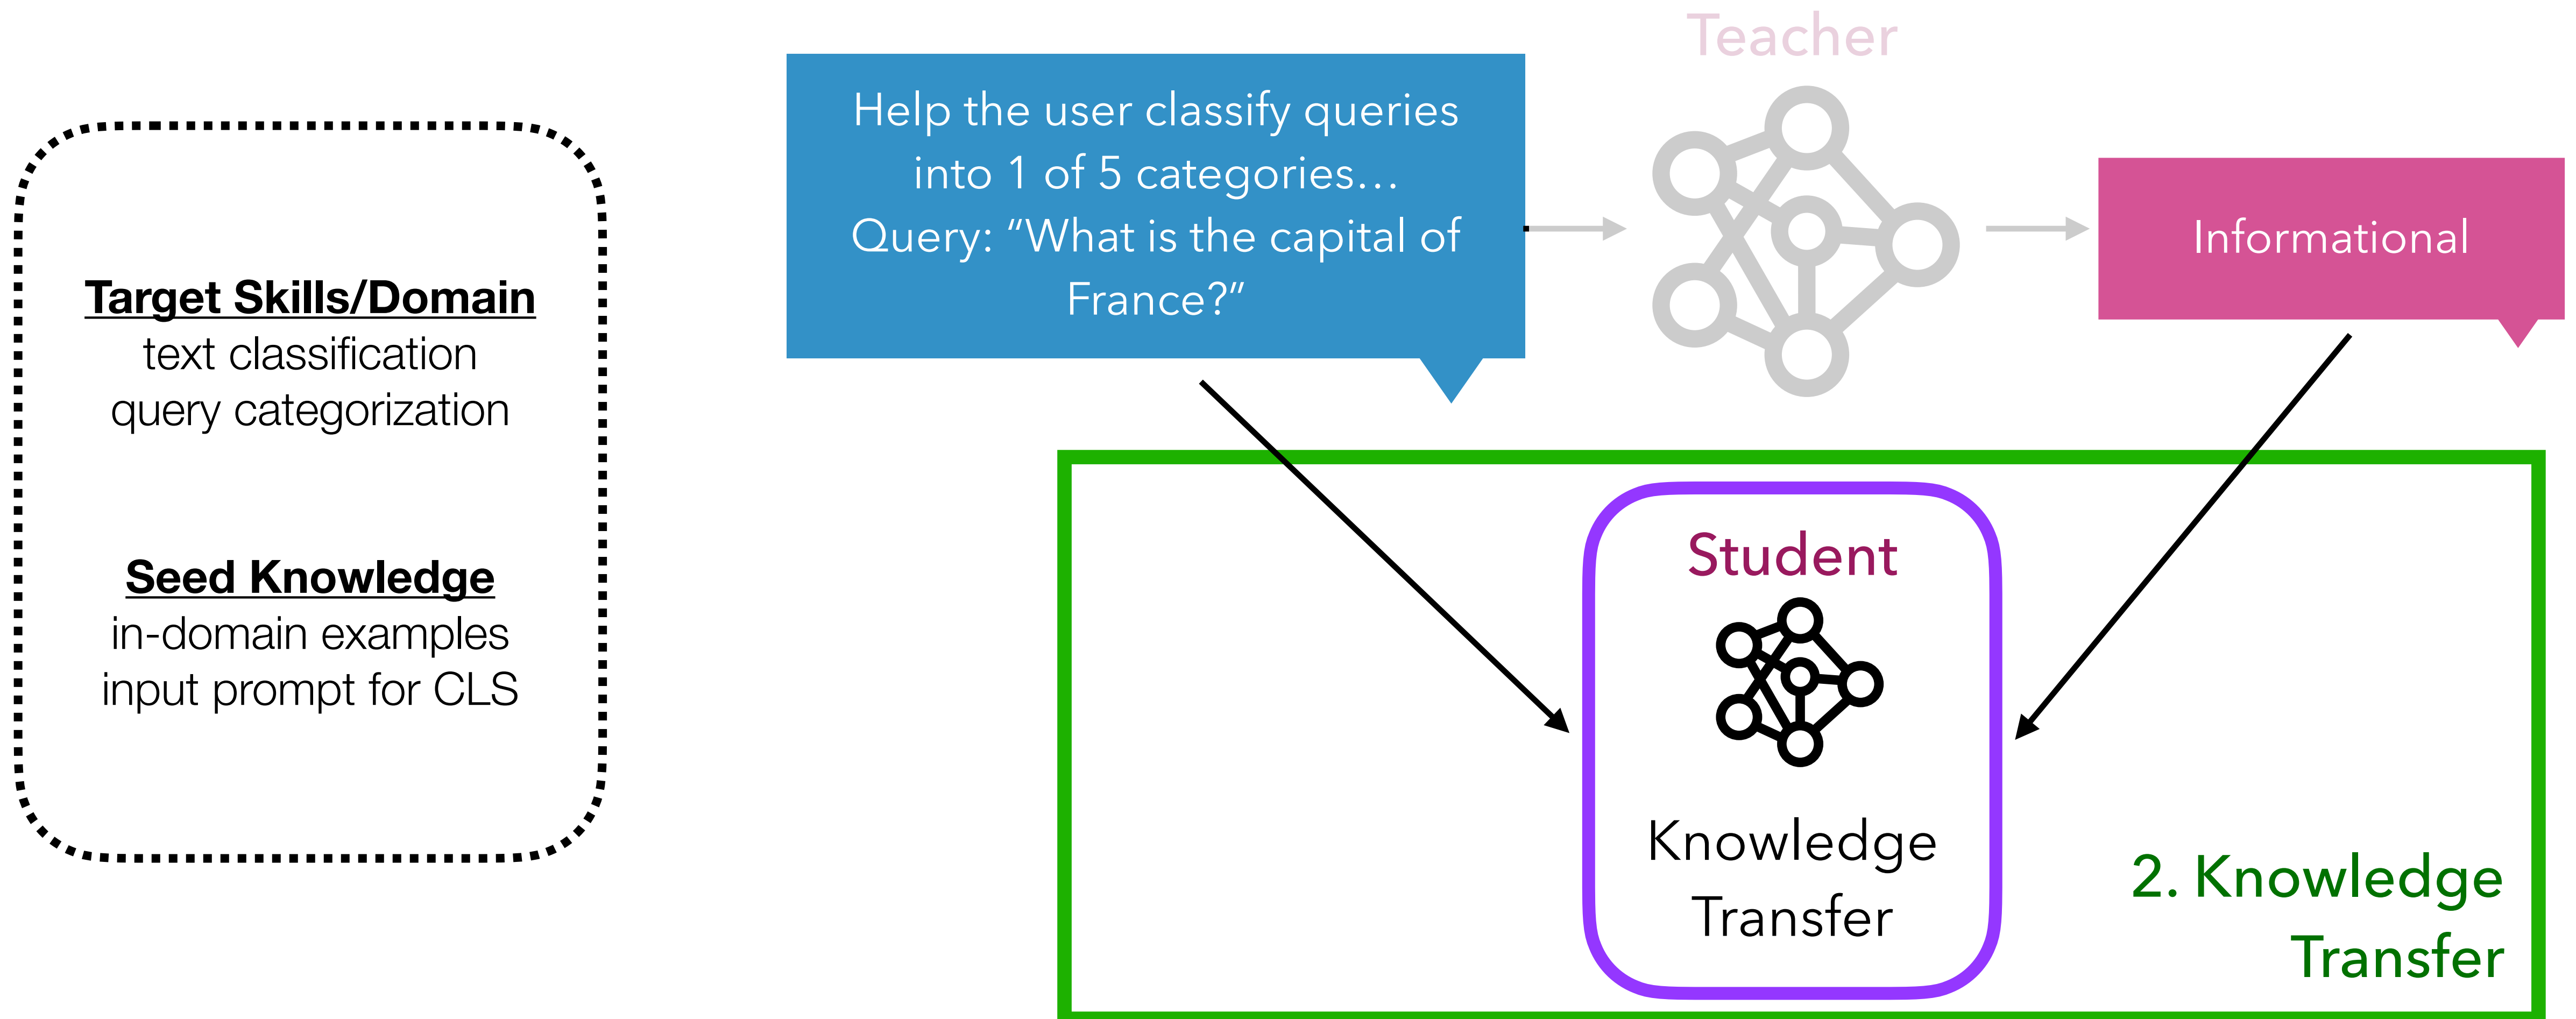 Target Skills/Domain
text classification
query categorization
Seed Knowledge
in-domain examples
input prompt for CLS
Help the user classify queries
into 1 of 5 categories…
Query: “What is the capital of
France?”
Teacher
Informational
Student
Knowledge
Transfer
2. Knowledge
Transfer